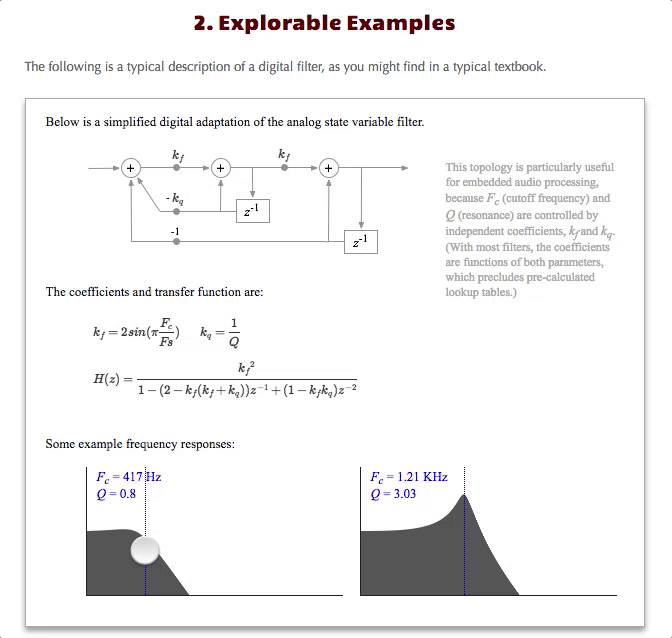 2. Explorable Examples
The following is a typical description of a digital filter, as you might find in a typical textbook.
Below is a simplified digital adaptation of the analog state variable filter.
+ k_f + k_f +
- k_q
z^-1
-1
z^-1
This topology is particularly useful
for embedded audio processing,
because F_c (cutoff frequency) and
Q (resonance) are controlled by
independent coefficients, k_f and k_q.
(With most filters, the coefficients
are functions of both parameters,
which precludes pre-calculated
lookup tables.)
The coefficients and transfer function are:
k_f = 2sin(π F_c/Fs) k_q = 1/Q
H(z) = k_f^2 / (1 − (2 − k_f(k_f + k_q))z^−1 + (1 − k_f k_q)z^−2)
Some example frequency responses:
F_c = 417 Hz
Q = 0.8
F_c = 1.21 KHz
Q = 3.03